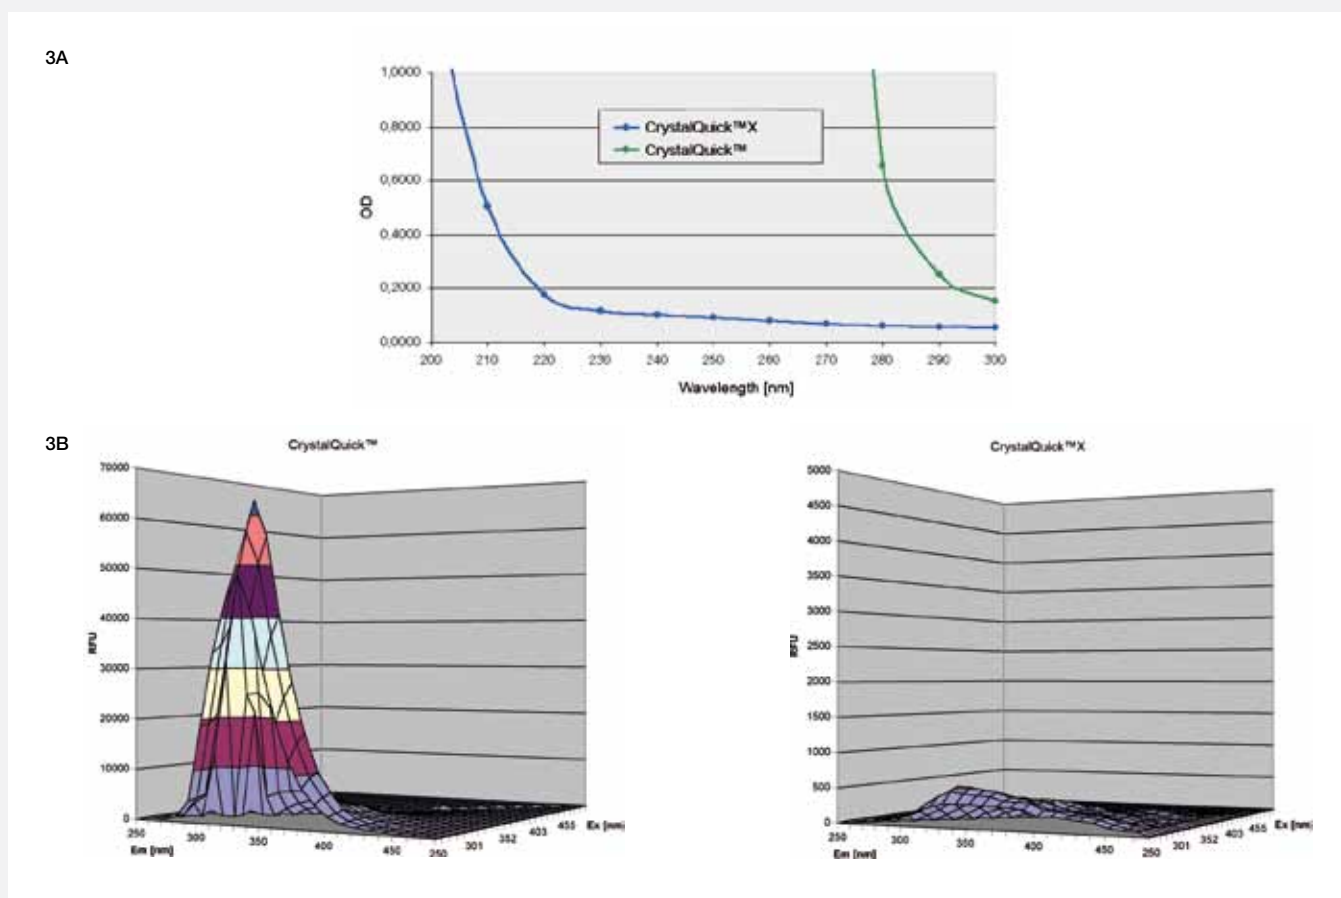 3A
1,0000
0,8000
0,6000
0,4000
0,2000
0,0000
OD
CrystalQuick™X
CrystalQuick™
200 210 220 230 240 250 260 270 280 290 300
Wavelength [nm]
3B
CrystalQuick™
70000
60000
50000
40000
30000
20000
10000
0
RFU
250 300 350 400 450
Em [nm]
250 301 352 403 455
Ex [nm]
CrystalQuick™X
5000
4500
4000
3500
3000
2500
2000
1500
1000
500
0
RFU
250 300 350 400 450
Em [nm]
250 301 352 403 455
Ex [nm]